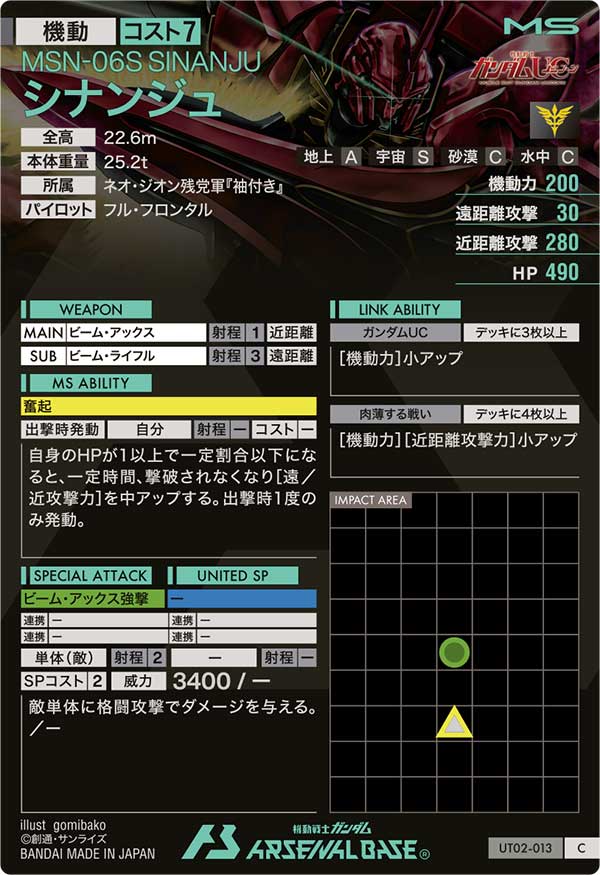 機動 コスト7
MS
MSN-06S SINANJU
シナンジュ
機動戦士
ガンダムUC
ユニコーン
全高 22.6m
本体重量 25.2t
所属 ネオ・ジオン残党軍『袖付き』
パイロット フル・フロンタル
地上 A 宇宙 S 砂漠 C 水中 C
機動力 200
遠距離攻撃 30
近距離攻撃 280
HP 490
WEAPON
MAIN ビーム・アックス 射程 1 近距離
SUB ビーム・ライフル 射程 3 遠距離
MS ABILITY
奮起
出撃時発動 自分 射程 ー コスト ー
自身のHPが1以上で一定割合以下にな
ると、一定時間、撃破されなくなり[遠／
近攻撃力]を中アップする。出撃時1度の
み発動。
LINK ABILITY
ガンダムUC デッキに3枚以上
[機動力]小アップ
肉薄する戦い デッキに4枚以上
[機動力][近距離攻撃力]小アップ
IMPACT AREA
SPECIAL ATTACK UNITED SP
ビーム・アックス強撃 ー
連携 ー 連携 ー
連携 ー 連携 ー
単体(敵) 射程 2 ー 射程 ー
SPコスト 2 威力 3400 / ー
敵単体に格闘攻撃でダメージを与える。
／ー
illust gomibako
©創通・サンライズ
BANDAI MADE IN JAPAN
機動戦士ガンダム
ARSENAL BASE®
UT02-013 C